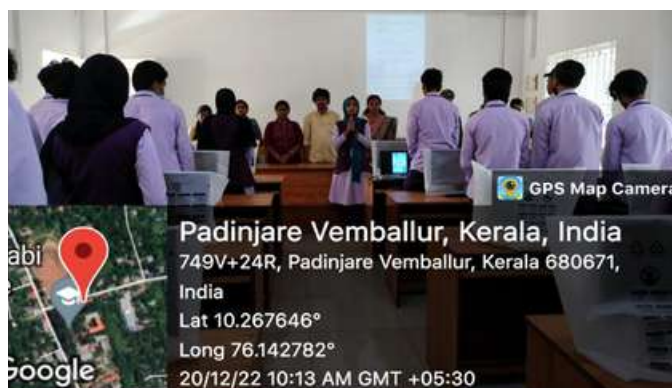 GPS Map Camera
Padinjare Vemballur, Kerala, India
749V+24R, Padinjare Vemballur, Kerala 680671,
India
Lat 10.267646°
Long 76.142782°
20/12/22 10:13 AM GMT +05:30
abi
Google